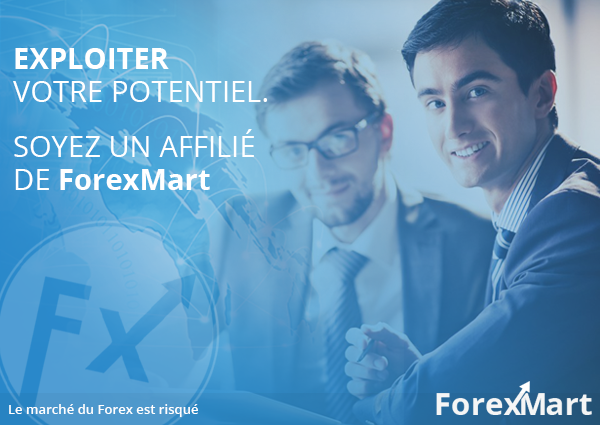 EXPLOITER
VOTRE POTENTIEL.
SOYEZ UN AFFILIÉ
DE ForexMart
Fx
Le marché du Forex est risqué
ForexMart